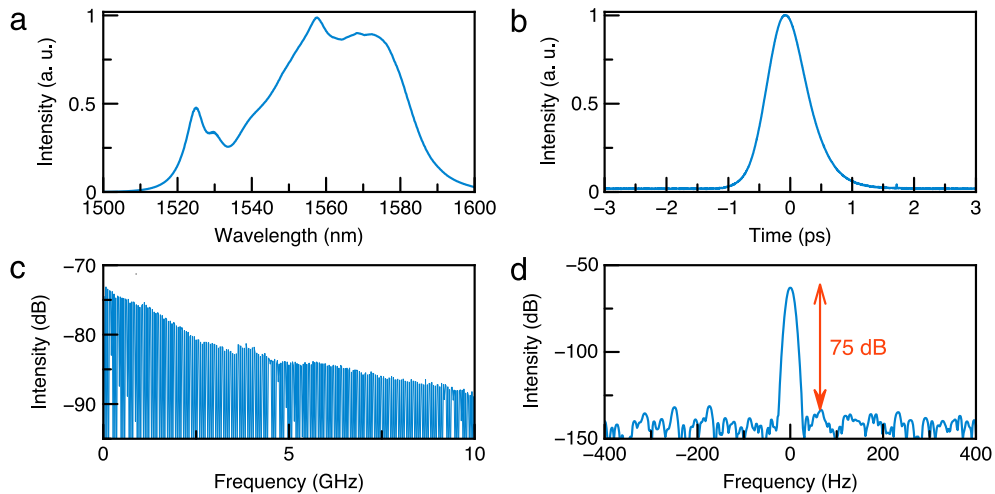 a
Intensity (a. u.)
1
0.5
0
1500 1520 1540 1560 1580 1600
Wavelength (nm)
b
Intensity (a. u.)
1
0.5
0
−3 −2 −1 0 1 2 3
Time (ps)
c
Intensity (dB)
−70
−80
−90
0 5 10
Frequency (GHz)
d
Intensity (dB)
−50
−100
−150
75 dB
−400 −200 0 200 400
Frequency (Hz)